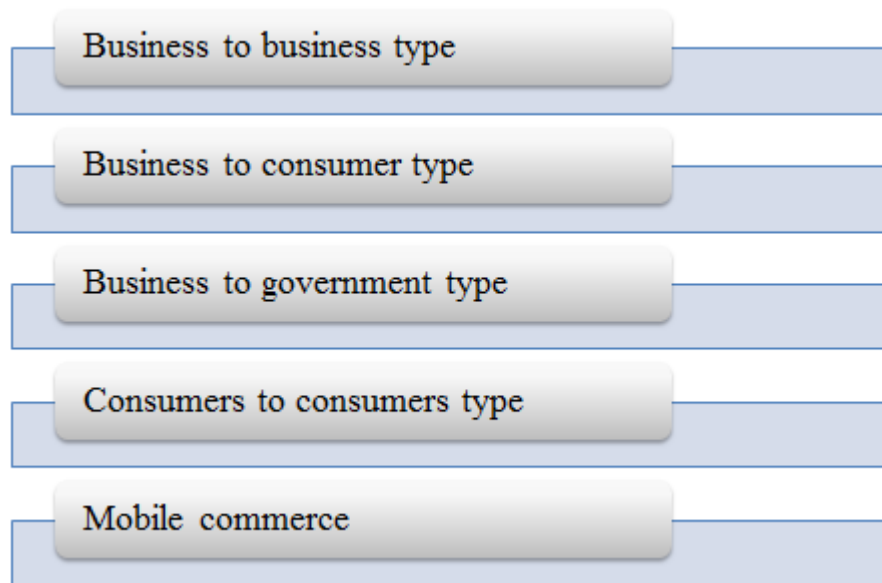 Business to business type
Business to consumer type
Business to government type
Consumers to consumers type
Mobile commerce